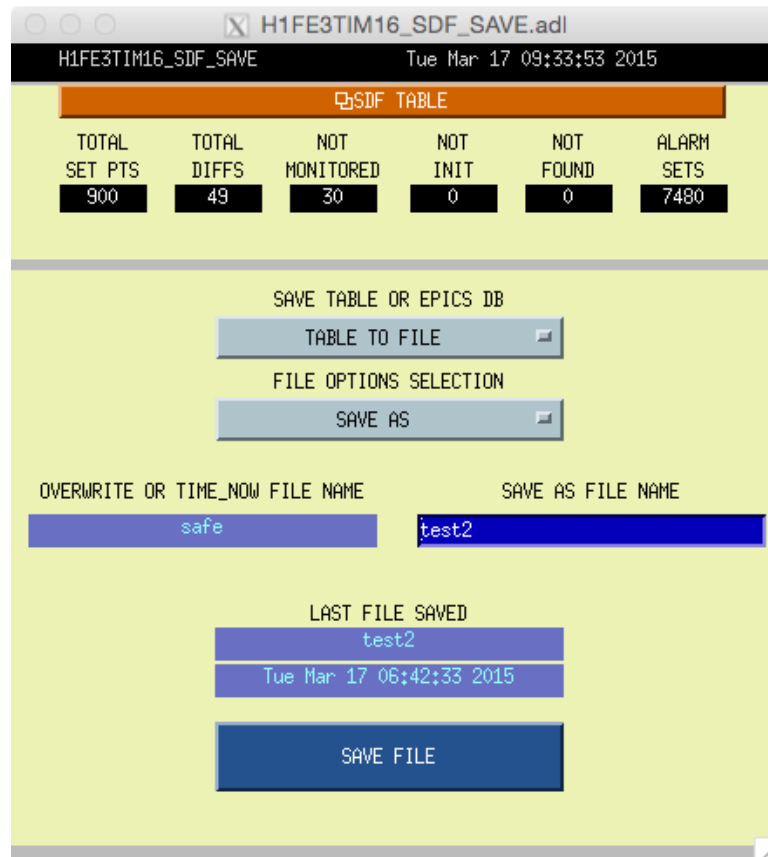 H1FE3TIM16_SDF_SAVE.adl
H1FE3TIM16_SDF_SAVE Tue Mar 17 09:33:53 2015
SDF TABLE
TOTAL TOTAL NOT NOT NOT ALARM
SET PTS DIFFS MONITORED INIT FOUND SETS
900 49 30 0 0 7480
SAVE TABLE OR EPICS DB
TABLE TO FILE
FILE OPTIONS SELECTION
SAVE AS
OVERWRITE OR TIME_NOW FILE NAME SAVE AS FILE NAME
safe test2
LAST FILE SAVED
test2
Tue Mar 17 06:42:33 2015
SAVE FILE